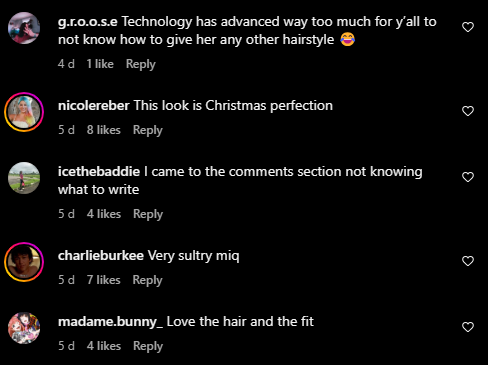 g.r.o.o.s.e Technology has advanced way too much for y’all to
not know how to give her any other hairstyle 😂
4 d 1 like Reply
nicolereber This look is Christmas perfection
5 d 8 likes Reply
icethebaddie I came to the comments section not knowing
what to write
5 d 4 likes Reply
charlieburkee Very sultry miq
5 d 7 likes Reply
madame.bunny_ Love the hair and the fit
5 d 4 likes Reply